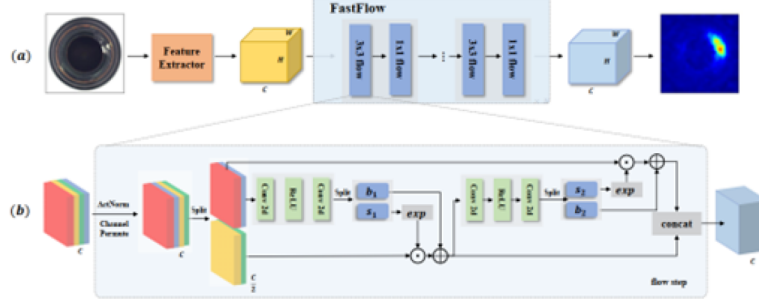 FastFlow
(a)
Feature
Extractor
W
H
C
3x3 flow
1x1 flow
...
3x3 flow
1x1 flow
W
H
C
(b)
C
ActNorm
Channel
Permute
C
Split
C
2
Conv 2d
ReLU
Conv 2d
Split
b1
s1
exp
Conv 2d
ReLU
Conv 2d
Split
s2
b2
exp
concat
flow step
C